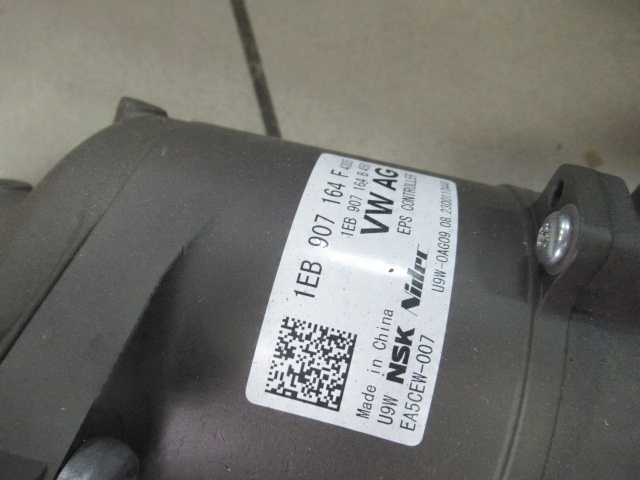 1EB 907 164 F
1EB 907 164 B
VW AG
EPS CONTROLLER
Made in China
U9W NSK Nidec
EA5CEW-007
U9W-0AG09.08